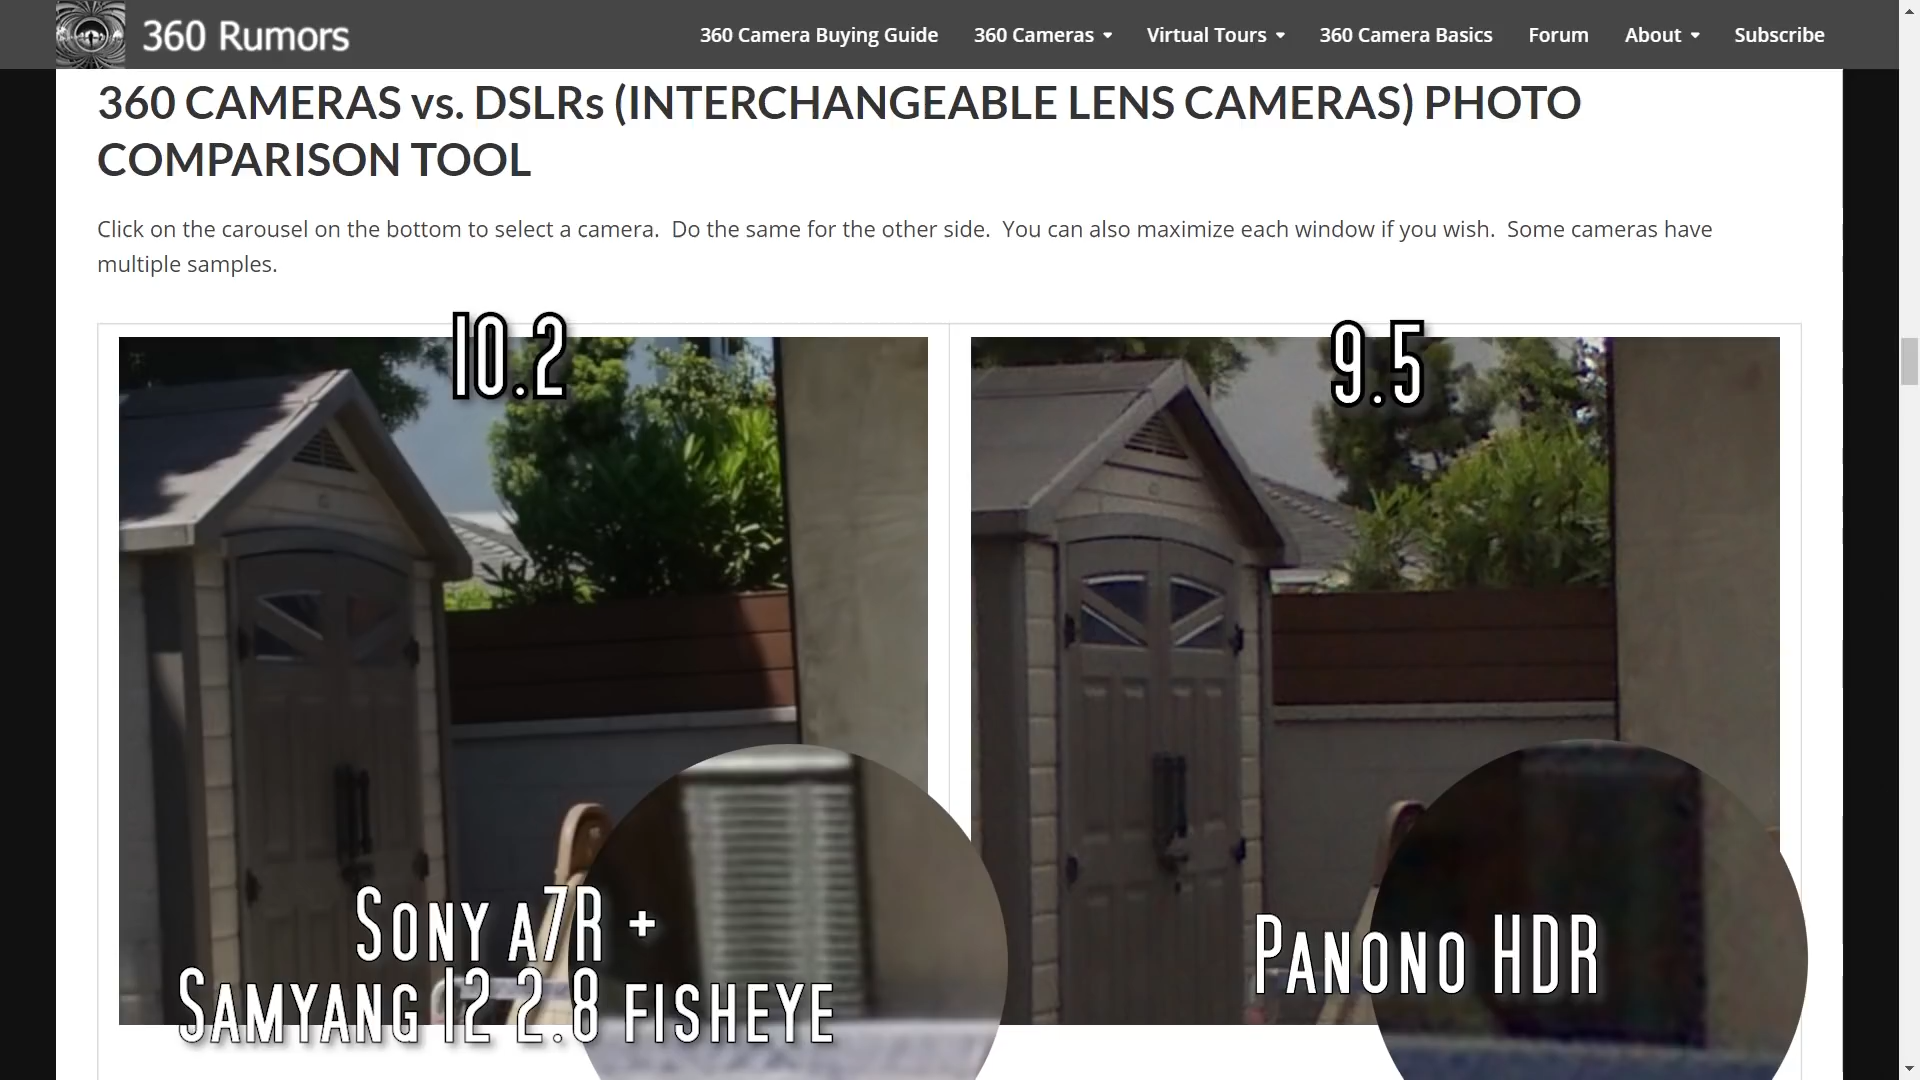 360 Rumors
360 Camera Buying Guide 360 Cameras Virtual Tours 360 Camera Basics Forum About Subscribe
360 CAMERAS vs. DSLRs (INTERCHANGEABLE LENS CAMERAS) PHOTO
COMPARISON TOOL
Click on the carousel on the bottom to select a camera. Do the same for the other side. You can also maximize each window if you wish. Some cameras have
multiple samples.
10.2
9.5
Sony a7R +
Samyang 12 2.8 fisheye
Panono HDR